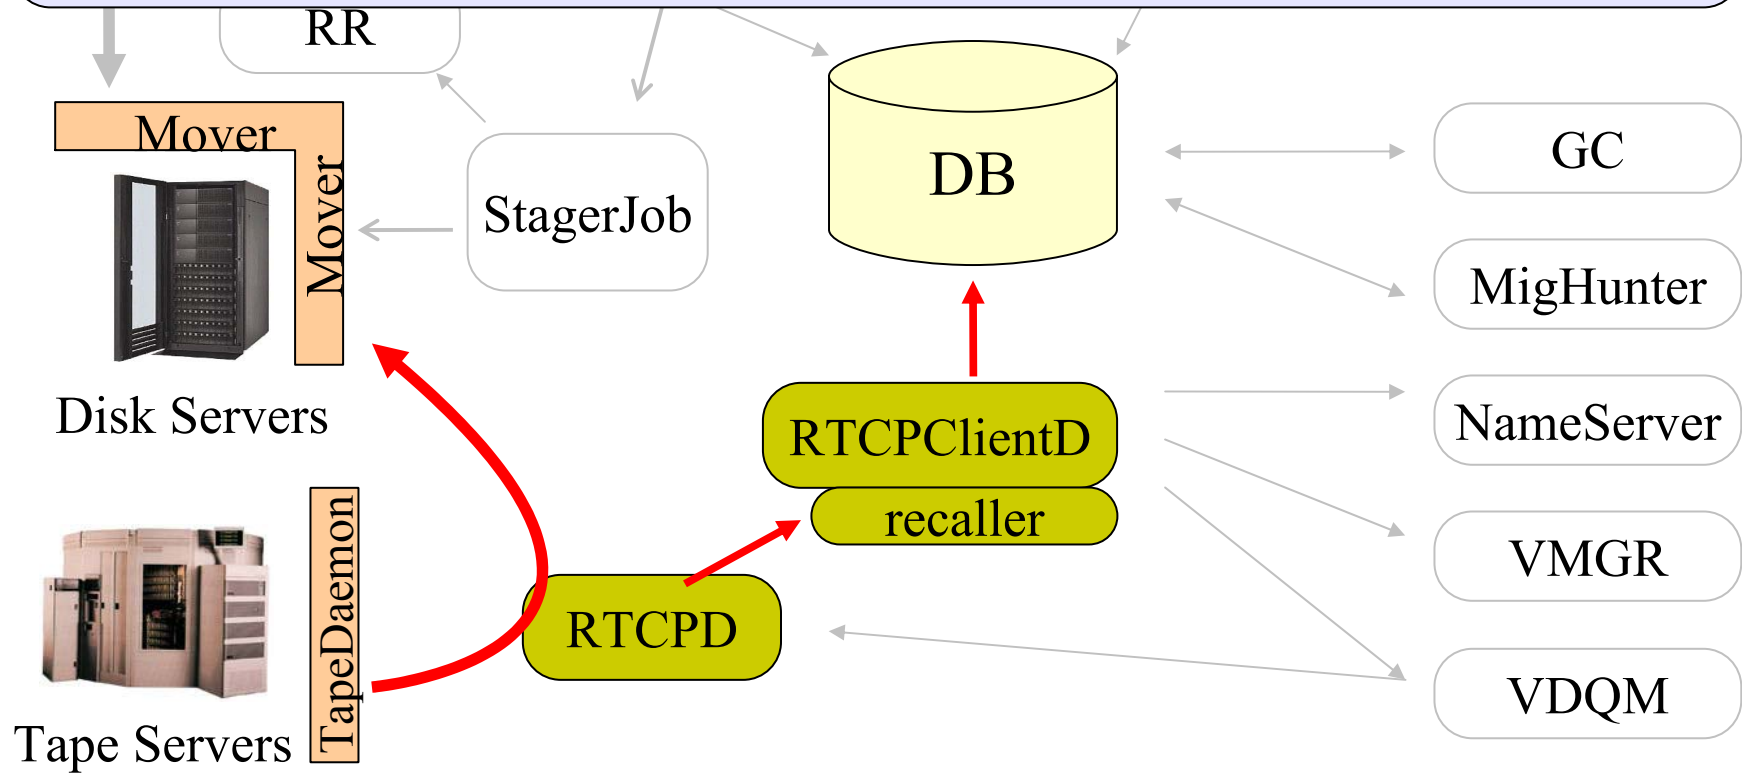 RR
Mover
Mover
StagerJob
DB
GC
MigHunter
Disk Servers
RTCPClientD
NameServer
recaller
TapeDaemon
VMGR
RTCPD
VDQM
Tape Servers